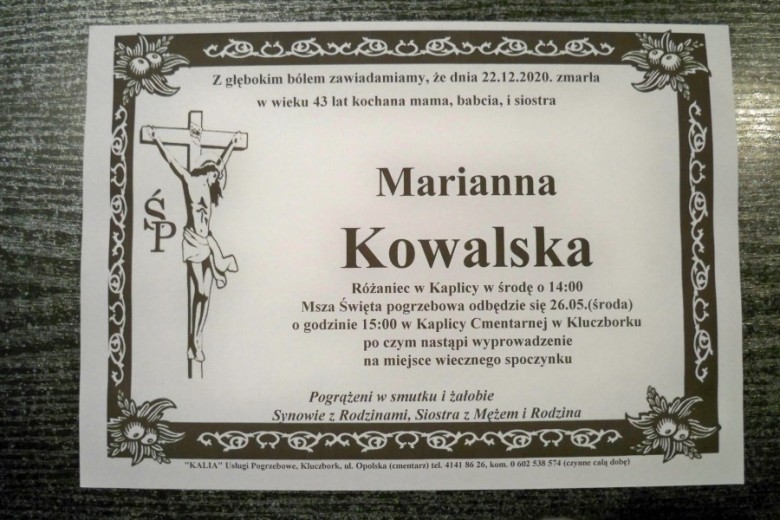 Z głębokim bólem zawiadamiamy, że dnia 22.12.2020. zmarła
w wieku 43 lat kochana mama, babcia, i siostra
ŚP
Marianna
Kowalska
Różaniec w Kaplicy w środę o 14:00
Msza Święta pogrzebowa odbędzie się 26.05.(środa)
o godzinie 15:00 w Kaplicy Cmentarnej w Kluczborku
po czym nastąpi wyprowadzenie
na miejsce wiecznego spoczynku
Pogrążeni w smutku i żałobie
Synowie z Rodzinami, Siostra z Mężem i Rodzina
"KALIA" Usługi Pogrzebowe, Kluczbork, ul. Opolska (cmentarz) tel. 4141 86 26, kom. 0 602 538 574 (czynne całą dobę)